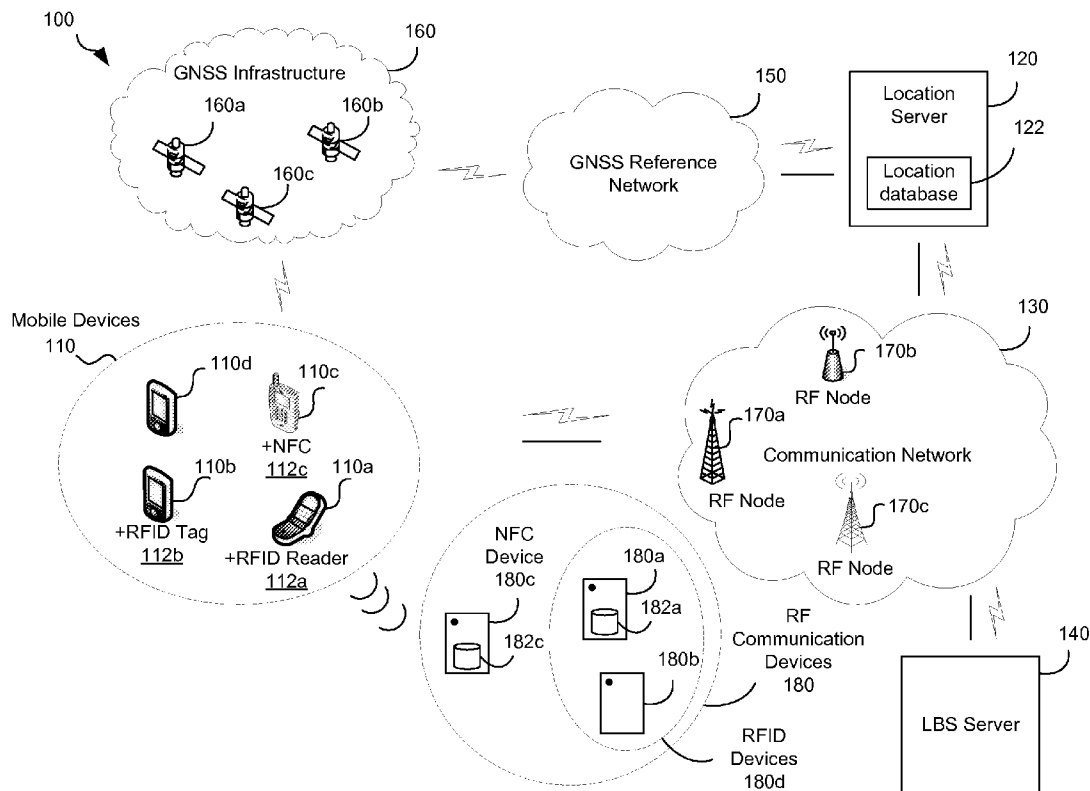 100
160
GNSS Infrastructure
160a
160b
160c
150
GNSS Reference
Network
120
Location
Server
122
Location
database
Mobile Devices
110
110d
110c
+NFC
112c
110b
110a
+RFID Tag
112b
+RFID Reader
112a
130
170b
RF Node
170a
Communication Network
RF Node
170c
RF Node
NFC
Device
180c
180a
182a
182c
180b
RF
Communication
Devices
180
RFID
Devices
180d
140
LBS Server